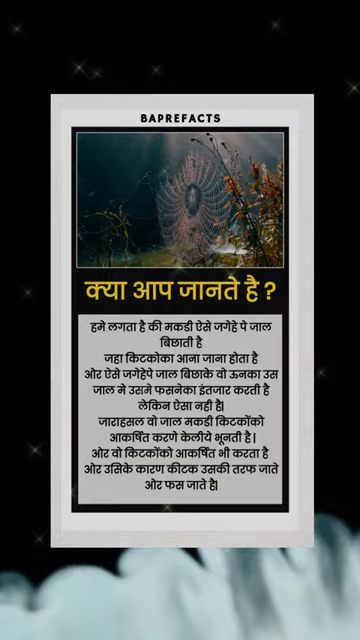 BAPREFACTS
क्या आप जानते है ?
हमे लगता है की मकडी ऐसे जगेहे पे जाल
बिछाती है
जहा किटकोका आना जाना होता है
ओर ऐसे जगेहेपे जाल बिछाके वो ऊनका उस
जाल मे उसमे फसनेका इंतजार करती है
लेकिन ऐसा नही है|
जाराहसल वो जाल मकडी किटकोंको
आकर्षित करणे केलीये भूनती है |
ओर वो किटकोंको आकर्षित भी करता है
ओर उसिके कारण कीटक उसकी तरफ जाते
ओर फस जाते है|